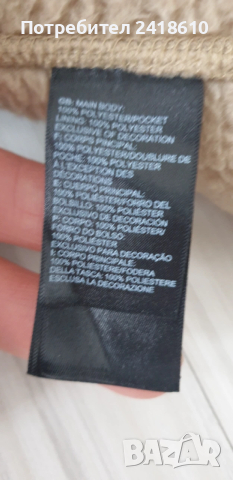 Потребител 2418610
GB: MAIN BODY:
100% POLYESTER/POCKET
LINING: 100% POLYESTER
EXCLUSIVE OF DECORATION
F: CORPS PRINCIPAL:
100% POLYESTER/DOUBLURE DE
POCHE: 100% POLYESTER
À L'EXCEPTION DES
DÉCORATIONS
E: CUERPO PRINCIPAL:
100% POLIÉSTER/FORRO DEL
BOLSILLO: 100% POLIÉSTER
EXCLUSIVO DE DECORACIÓN
P: CORPO PRINCIPAL:
100% POLIÉSTER/
FORRO DO BOLSO:
100% POLIÉSTER
EXCLUSIVO PARA DECORAÇÃO
I: CORPO PRINCIPALE:
100% POLIESTERE/FODERA
DELLA TASCA: 100% POLIESTERE
ESCLUSA LA DECORAZIONE
BAZAR.BG